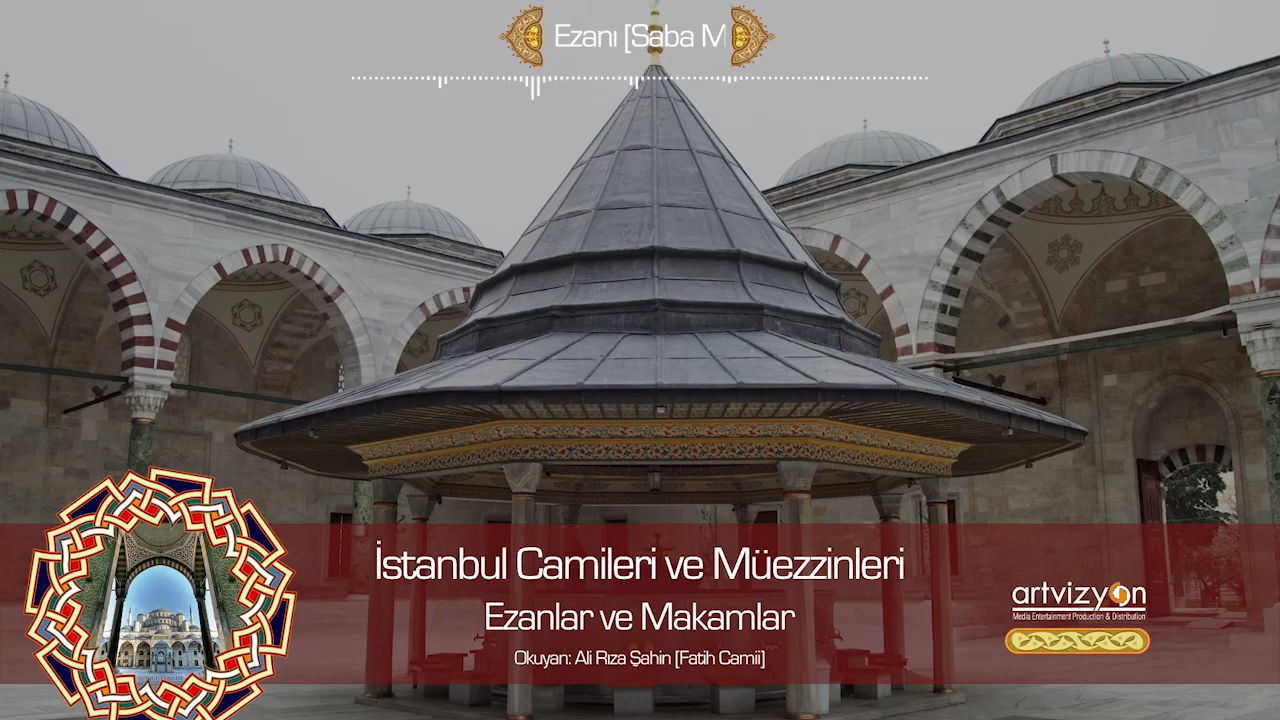 Ezanı [Saba M
İstanbul Camileri ve Müezzinleri
Ezanlar ve Makamlar
Okuyan: Ali Rıza Şahin [Fatih Camii]
artvizyon
Media Entertainment Production & Distribution